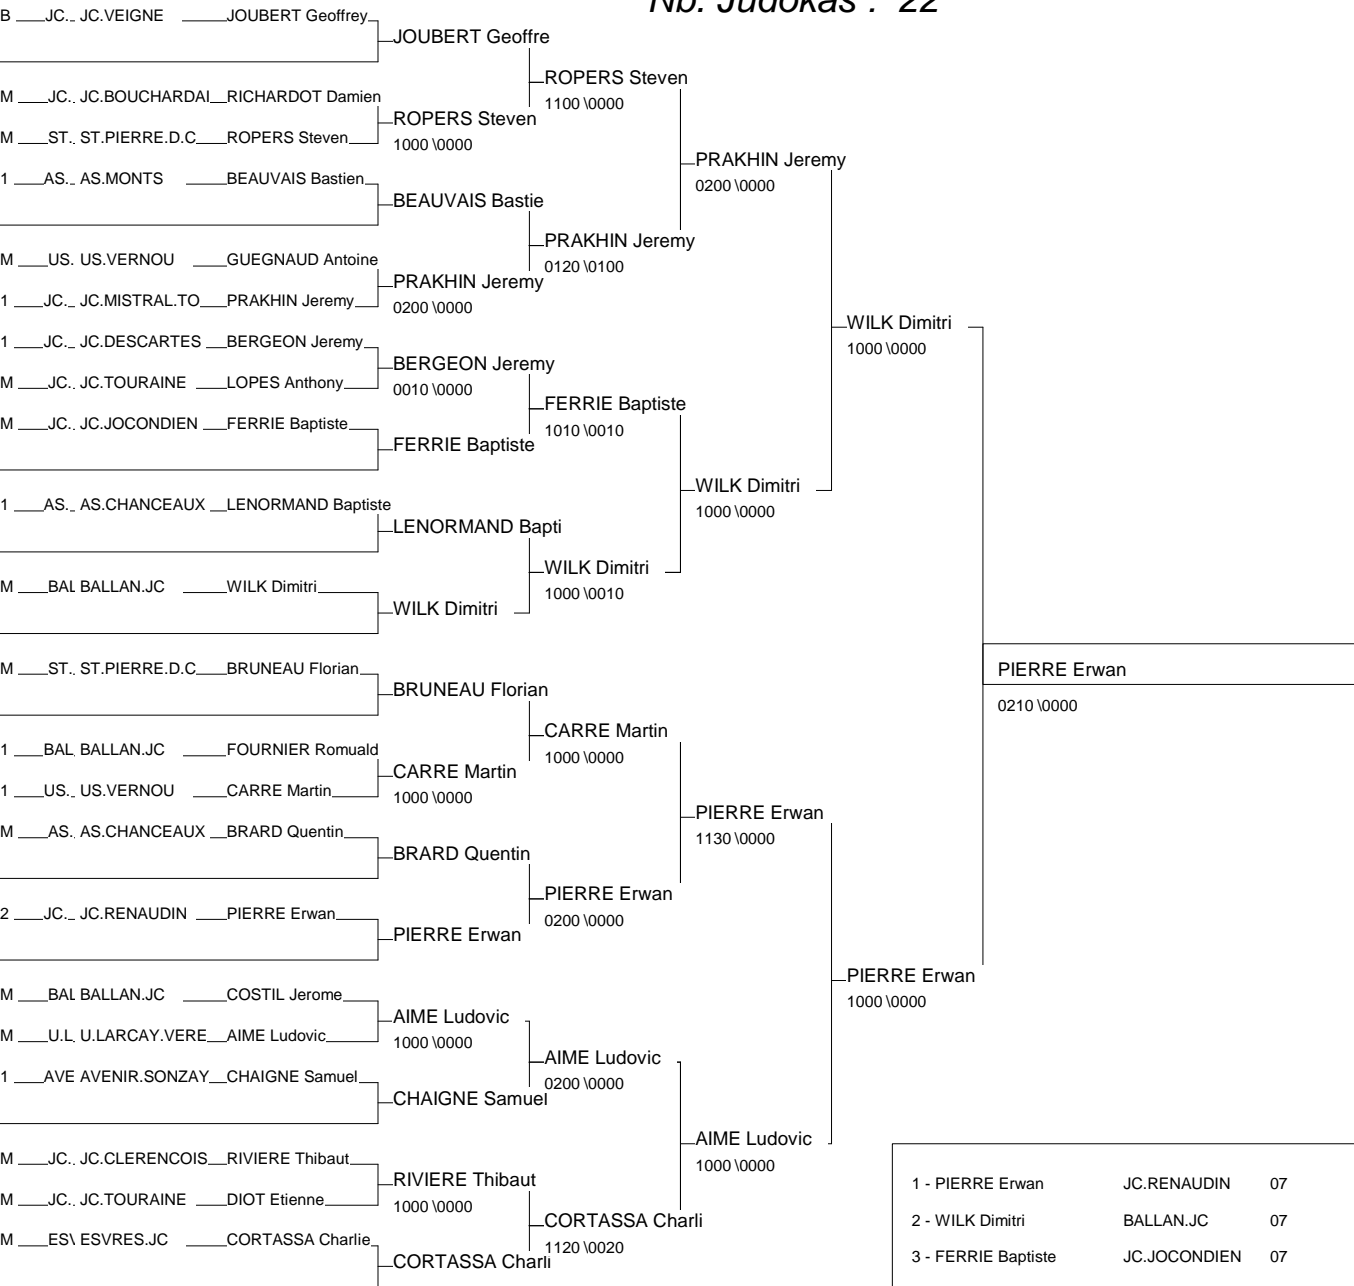 Nb. Judokas : 22
B JC. JC.VEIGNE JOUBERT Geoffrey
JOUBERT Geoffre
ROPERS Steven
1100 \0000
M JC. JC.BOUCHARDAI RICHARDOT Damien
ROPERS Steven
1000 \0000
M ST. ST.PIERRE.D.C ROPERS Steven
PRAKHIN Jeremy
0200 \0000
1 AS. AS.MONTS BEAUVAIS Bastien
BEAUVAIS Bastie
PRAKHIN Jeremy
0120 \0100
M US. US.VERNOU GUEGNAUD Antoine
PRAKHIN Jeremy
0200 \0000
1 JC. JC.MISTRAL.TO PRAKHIN Jeremy
WILK Dimitri
1000 \0000
1 JC. JC.DESCARTES BERGEON Jeremy
BERGEON Jeremy
0010 \0000
M JC. JC.TOURAINE LOPES Anthony
FERRIE Baptiste
1010 \0010
M JC. JC.JOCONDIEN FERRIE Baptiste
FERRIE Baptiste
WILK Dimitri
1000 \0000
1 AS. AS.CHANCEAUX LENORMAND Baptiste
LENORMAND Bapti
WILK Dimitri
1000 \0010
M BAL BALLAN.JC WILK Dimitri
WILK Dimitri
M ST. ST.PIERRE.D.C BRUNEAU Florian
PIERRE Erwan
0210 \0000
BRUNEAU Florian
CARRE Martin
1000 \0000
1 BAL BALLAN.JC FOURNIER Romuald
CARRE Martin
1000 \0000
1 US. US.VERNOU CARRE Martin
PIERRE Erwan
1130 \0000
M AS. AS.CHANCEAUX BRARD Quentin
BRARD Quentin
PIERRE Erwan
0200 \0000
2 JC. JC.RENAUDIN PIERRE Erwan
PIERRE Erwan
PIERRE Erwan
1000 \0000
M BAL BALLAN.JC COSTIL Jerome
AIME Ludovic
1000 \0000
M U.L U.LARCAY.VERE AIME Ludovic
AIME Ludovic
0200 \0000
1 AVE AVENIR.SONZAY CHAIGNE Samuel
CHAIGNE Samuel
AIME Ludovic
1000 \0000
M JC. JC.CLERENCOIS RIVIERE Thibaut
RIVIERE Thibaut
1000 \0000
M JC. JC.TOURAINE DIOT Etienne
CORTASSA Charli
1120 \0020
M ES\ ESVRES.JC CORTASSA Charlie
CORTASSA Charli
1 - PIERRE Erwan JC.RENAUDIN 07
2 - WILK Dimitri BALLAN.JC 07
3 - FERRIE Baptiste JC.JOCONDIEN 07